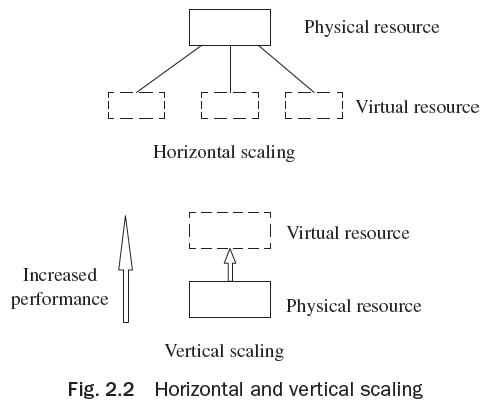 Physical resource
Virtual resource
Horizontal scaling
Virtual resource
Increased
performance
Physical resource
Vertical scaling
Fig. 2.2 Horizontal and vertical scaling